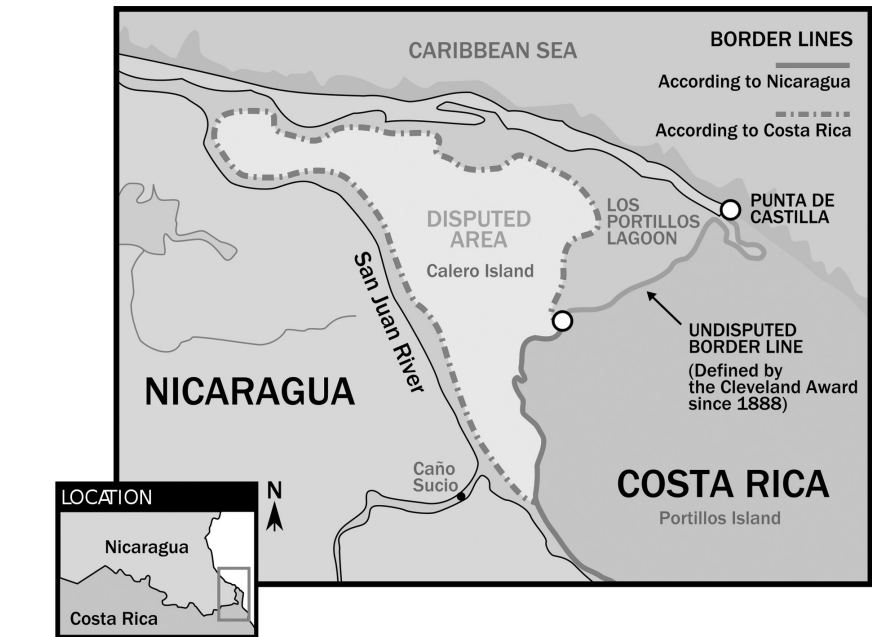 CARIBBEAN SEA
BORDER LINES
According to Nicaragua
According to Costa Rica
PUNTA DE
CASTILLA
LOS
PORTILLOS
LAGOON
DISPUTED
AREA
Calero Island
San Juan River
UNDISPUTED
BORDER LINE
(Defined by
the Cleveland Award
since 1888)
NICARAGUA
Caño
Sucio
COSTA RICA
Portillos Island
N
LOCATION
Nicaragua
Costa Rica